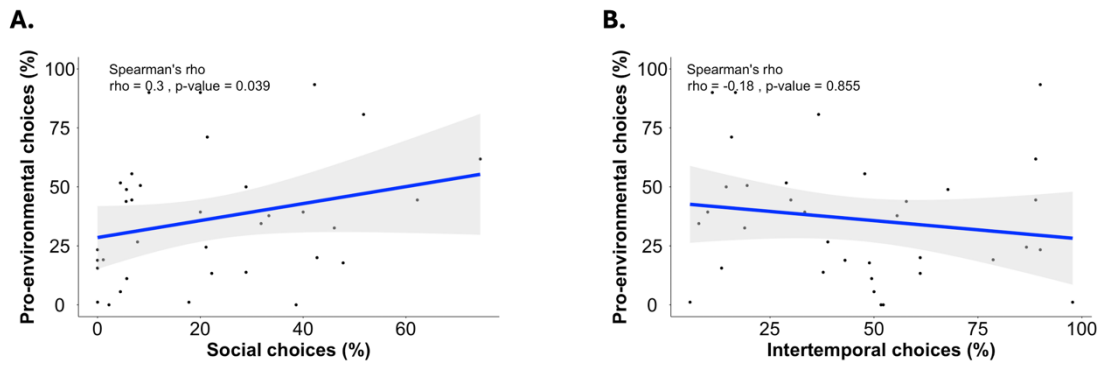 A.
Pro-environmental choices (%)
100
75
50
25
0
Spearman's rho
rho = 0.3 , p-value = 0.039
0
20
40
60
Social choices (%)
B.
Pro-environmental choices (%)
100
75
50
25
0
Spearman's rho
rho = -0.18 , p-value = 0.855
25
50
75
100
Intertemporal choices (%)